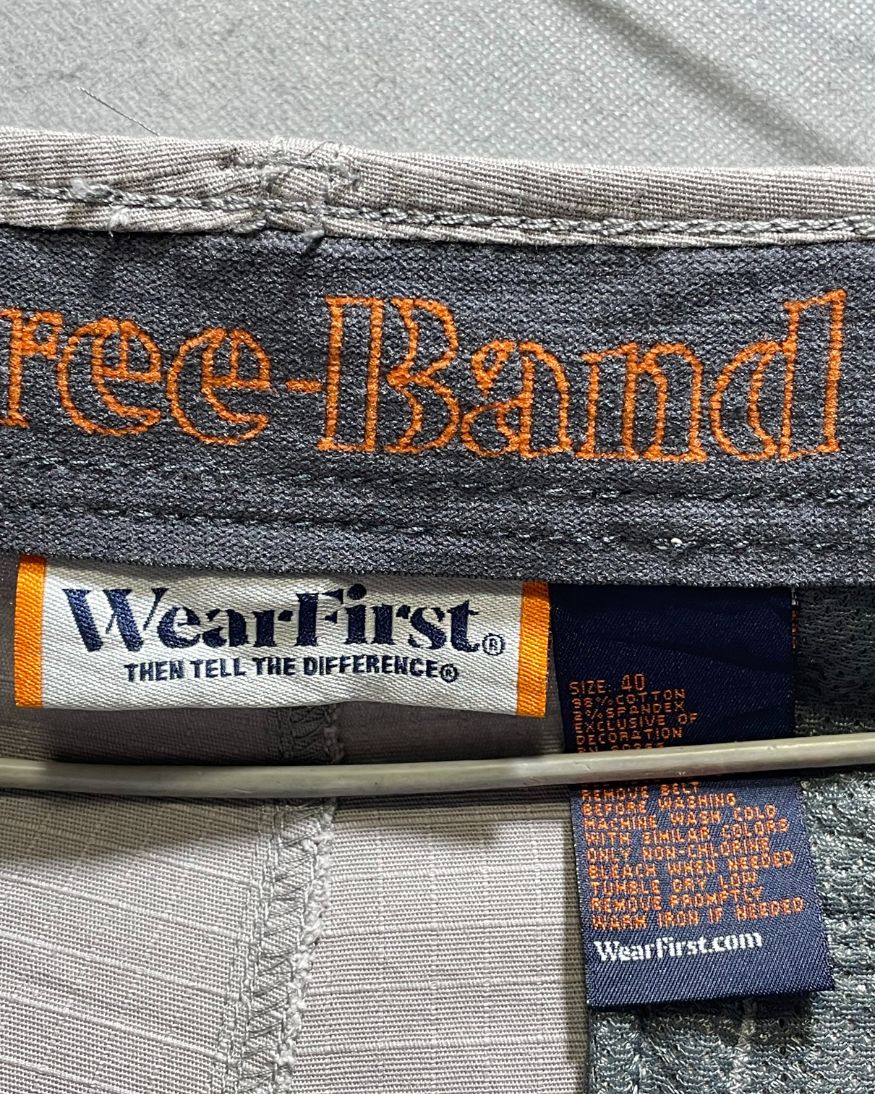 ree-Band
WearFirst®
THEN TELL THE DIFFERENCE®
SIZE: 40
98% COTTON
2% SPANDEX
EXCLUSIVE OF
DECORATION
REMOVE BELT
BEFORE WASHING
MACHINE WASH COLD
WITH SIMILAR COLORS
ONLY NON-CHLORINE
BLEACH WHEN NEEDED
TUMBLE DRY LOW
REMOVE PROMPTLY
WARM IRON IF NEEDED
WearFirst.com